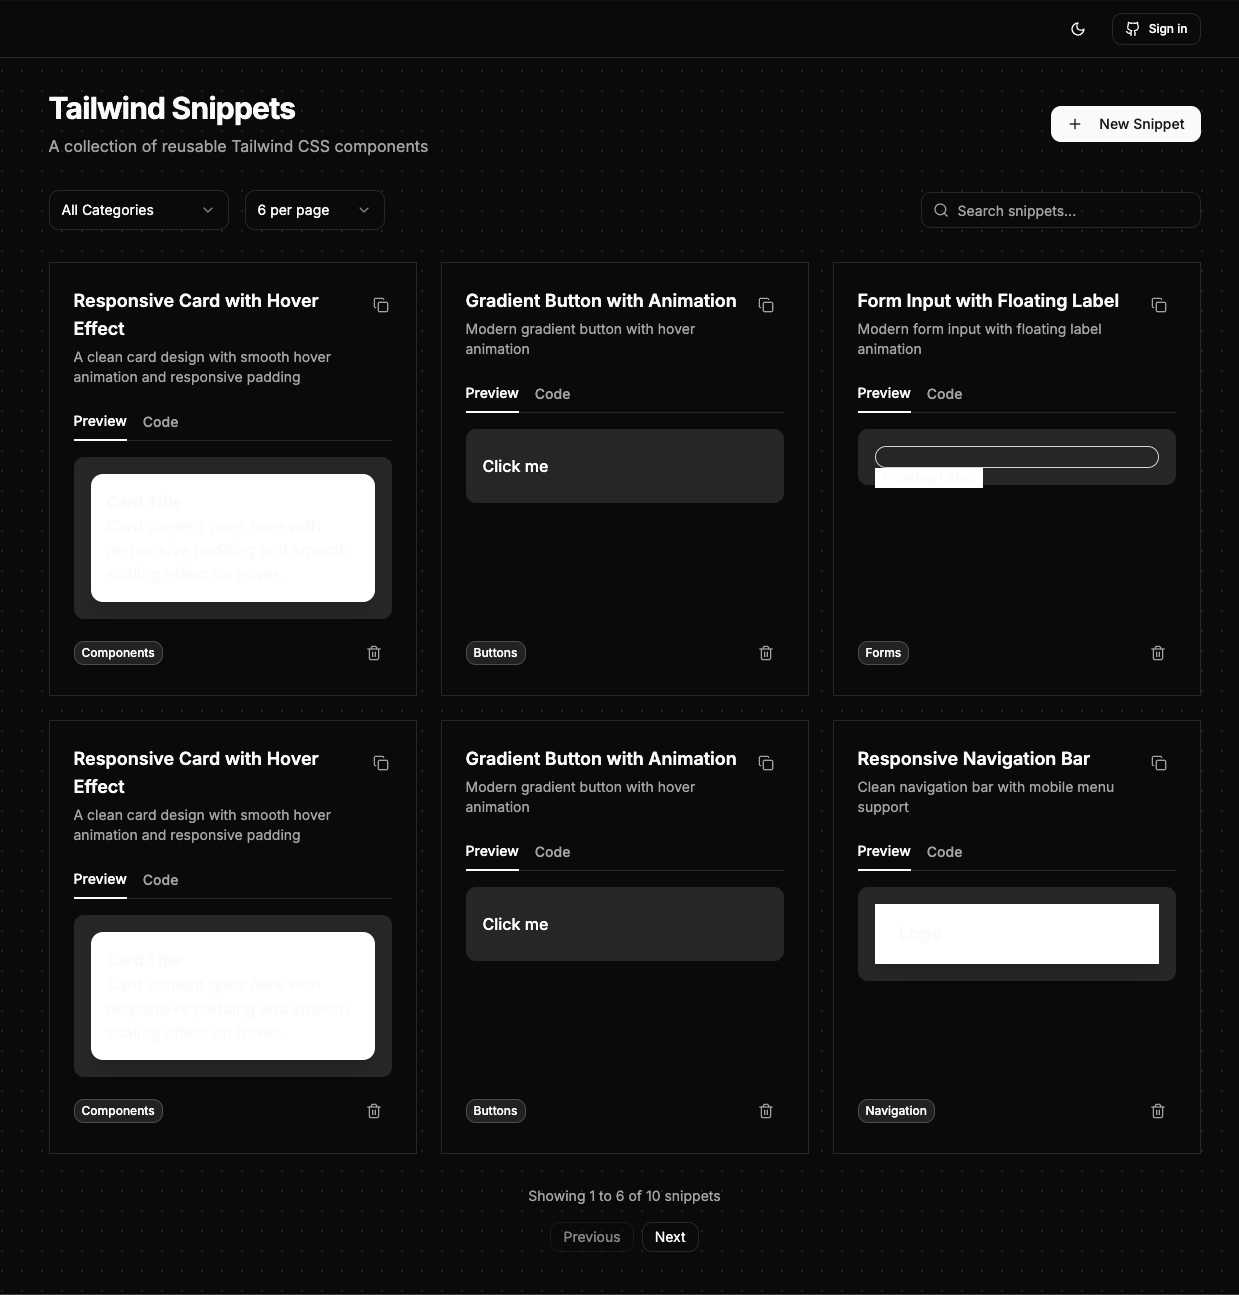 Sign in
Tailwind Snippets
A collection of reusable Tailwind CSS components
New Snippet
All Categories
6 per page
Search snippets...
Responsive Card with Hover
Effect
A clean card design with smooth hover
animation and responsive padding
Preview
Code
Card Title
Card content goes here with
responsive padding and smooth
scaling effect on hover.
Components
Gradient Button with Animation
Modern gradient button with hover
animation
Preview
Code
Click me
Buttons
Form Input with Floating Label
Modern form input with floating label
animation
Preview
Code
Forms
Responsive Card with Hover
Effect
A clean card design with smooth hover
animation and responsive padding
Preview
Code
Card Title
Card content goes here with
responsive padding and smooth
scaling effect on hover.
Components
Gradient Button with Animation
Modern gradient button with hover
animation
Preview
Code
Click me
Buttons
Responsive Navigation Bar
Clean navigation bar with mobile menu
support
Preview
Code
Logo
Navigation
Showing 1 to 6 of 10 snippets
Previous
Next